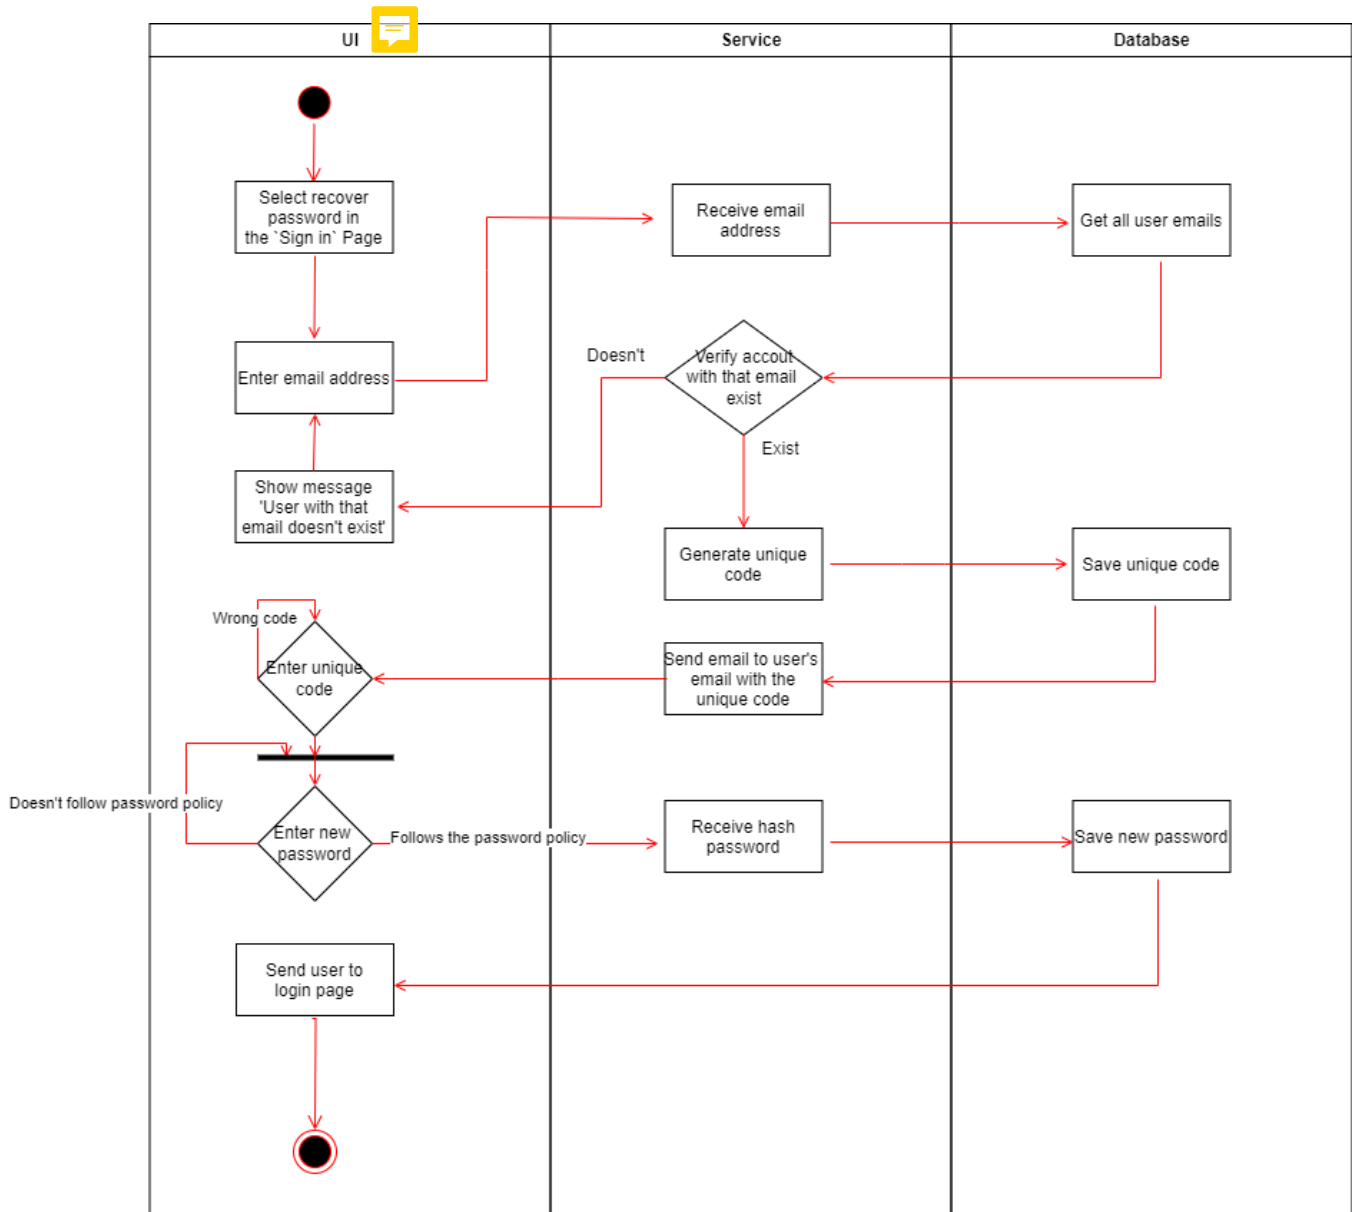 UI
Service
Database
Select recover
password in
the `Sign in` Page
Receive email
address
Get all user emails
Enter email address
Doesn't
Verify accout
with that email
exist
Exist
Show message
'User with that
email doesn't exist'
Generate unique
code
Save unique code
Wrong code
Enter unique
code
Send email to user's
email with the
unique code
Doesn't follow password policy
Enter new
password
Follows the password policy
Receive hash
password
Save new password
Send user to
login page